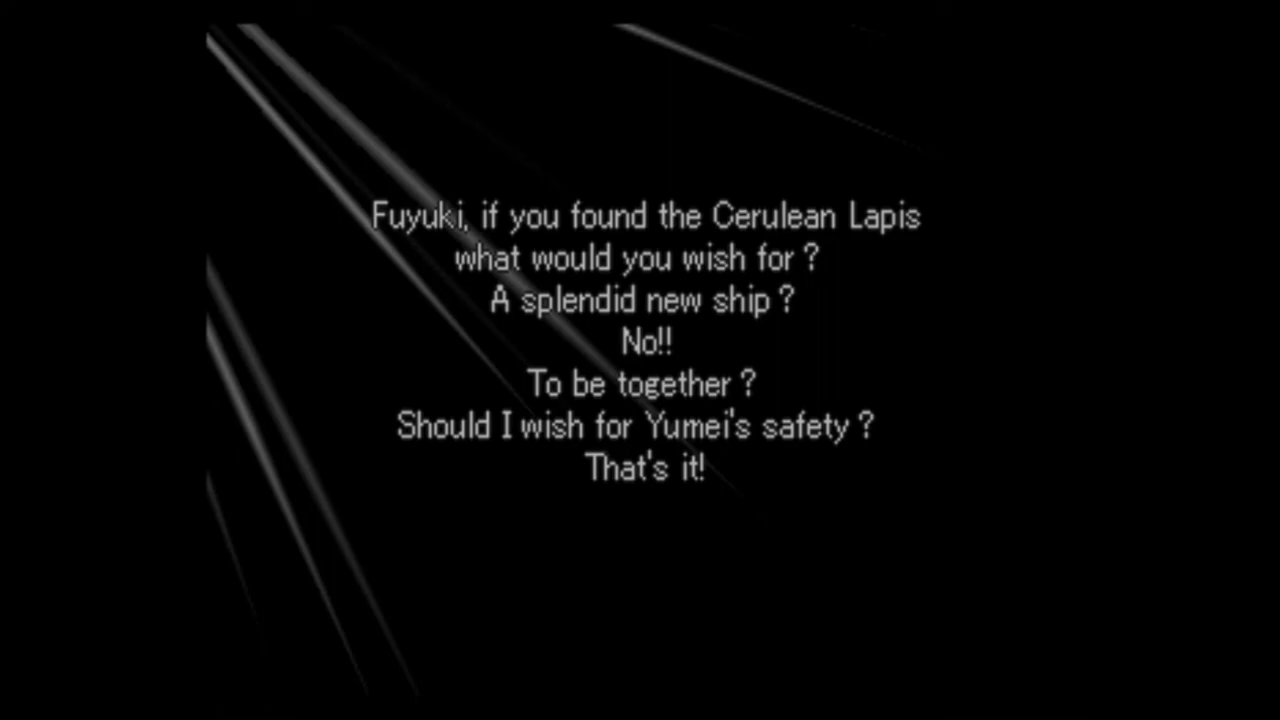 Fuyuki, if you found the Cerulean Lapis
what would you wish for ?
A splendid new ship ?
No!!
To be together ?
Should I wish for Yumei's safety ?
That's it!